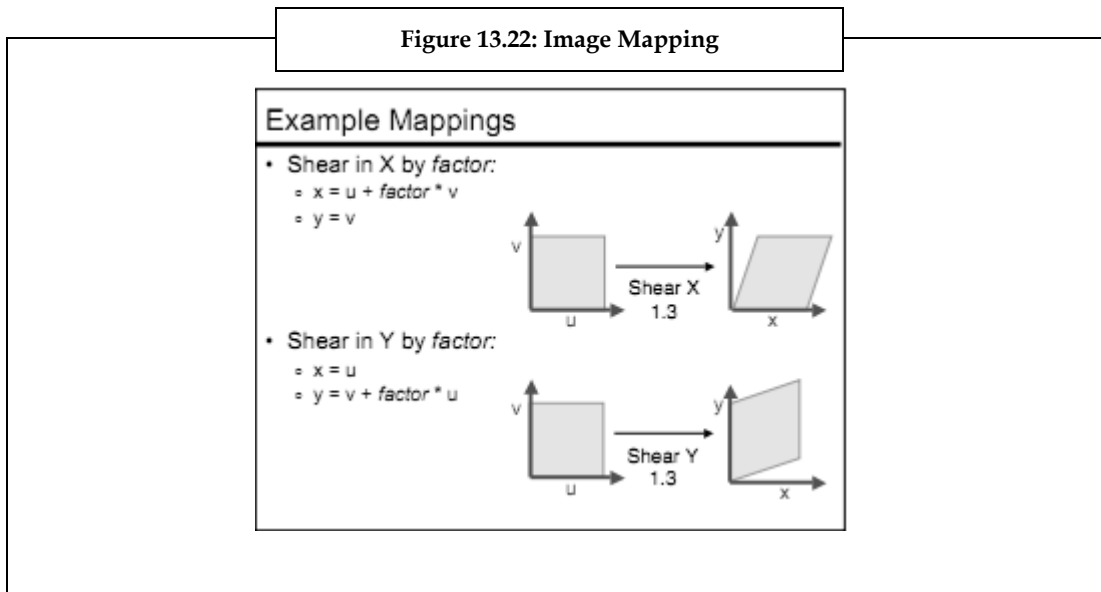 Figure 13.22: Image Mapping
Example Mappings
• Shear in X by factor:
∘ x = u + factor * v
∘ y = v
v
u
Shear X
1.3
y
x
• Shear in Y by factor:
∘ x = u
∘ y = v + factor * u
v
u
Shear Y
1.3
y
x